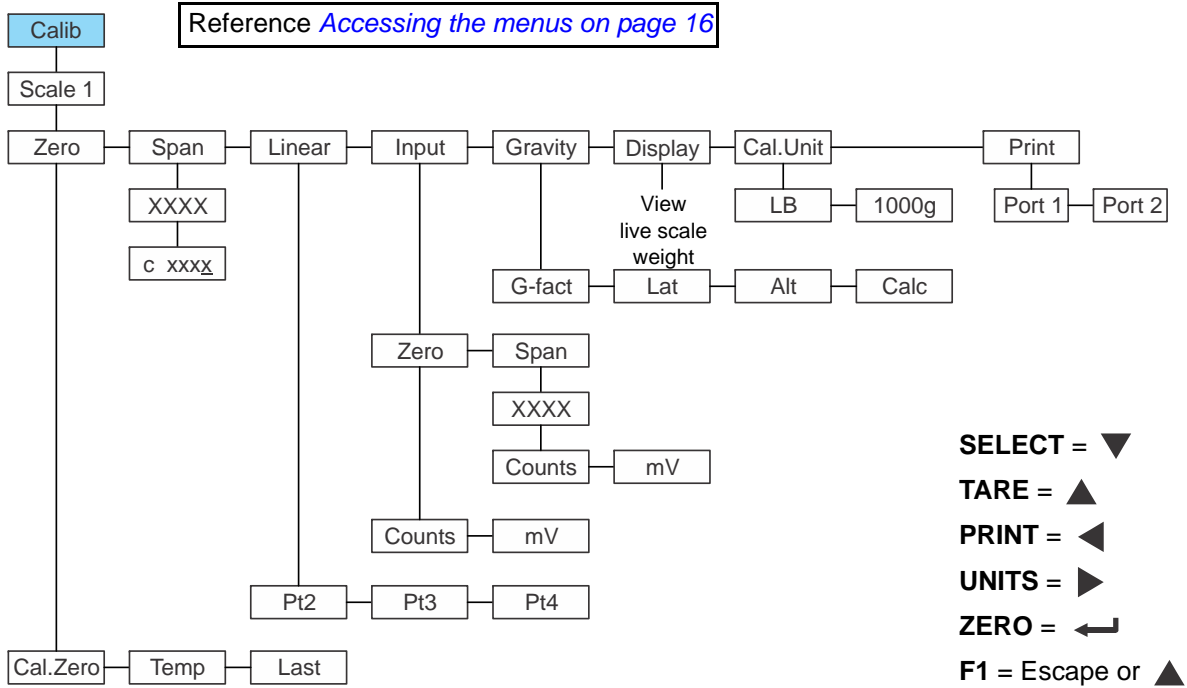 Calib
Reference Accessing the menus on page 16
Scale 1
Zero Span Linear Input Gravity Display Cal.Unit Print
XXXX
c xxxx
View
live scale
weight
LB 1000g
Port 1 Port 2
G-fact Lat Alt Calc
Zero Span
XXXX
Counts mV
Counts mV
Pt2 Pt3 Pt4
Cal.Zero Temp Last
SELECT = ▼
TARE = ▲
PRINT = ◀
UNITS = ▶
ZERO = ↵
F1 = Escape or ▲